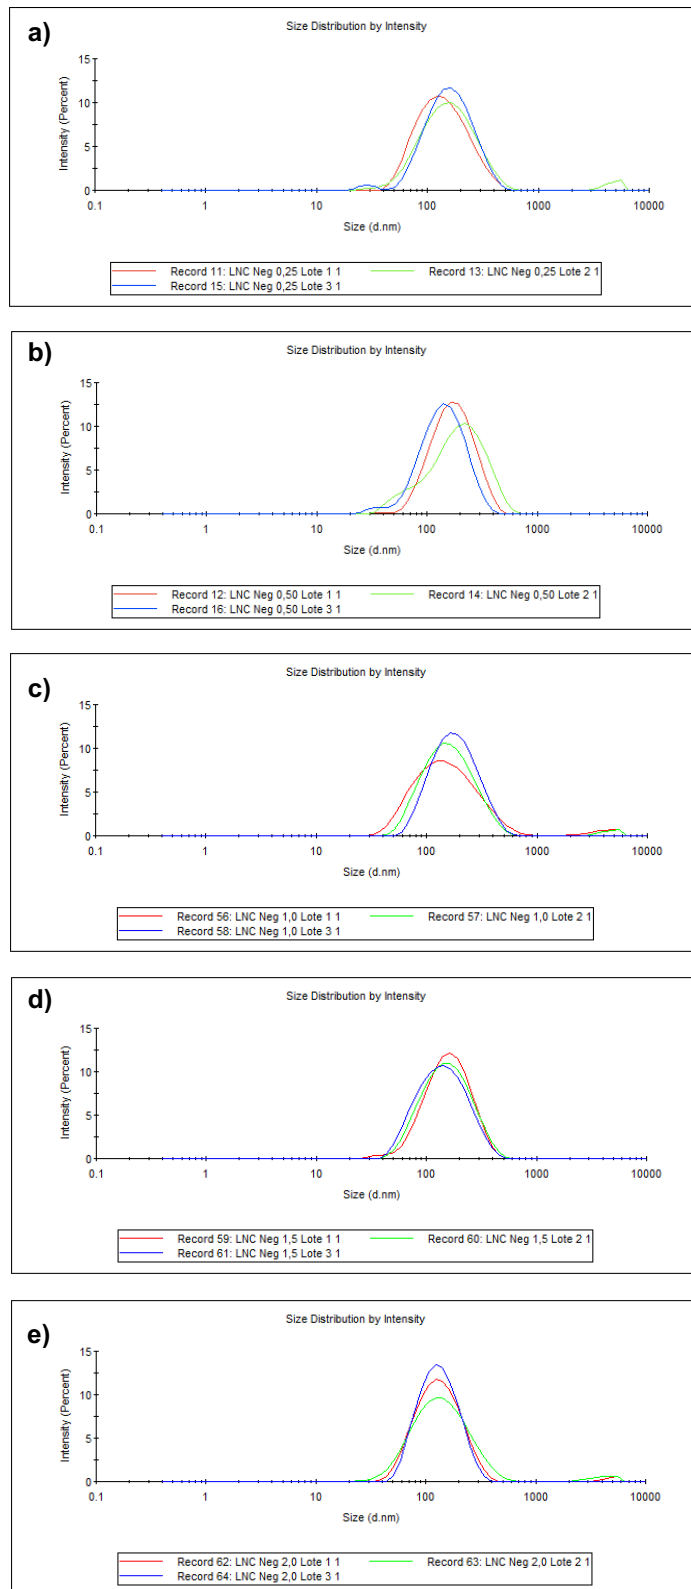 a)
Size Distribution by Intensity
Intensity (Percent)
15
10
5
0
0.1 1 10 100 1000 10000
Size (d.nm)
Record 11: LNC Neg 0,25 Lote 1 1 Record 13: LNC Neg 0,25 Lote 2 1
Record 15: LNC Neg 0,25 Lote 3 1
b)
Size Distribution by Intensity
Intensity (Percent)
15
10
5
0
0.1 1 10 100 1000 10000
Size (d.nm)
Record 12: LNC Neg 0,50 Lote 1 1 Record 14: LNC Neg 0,50 Lote 2 1
Record 16: LNC Neg 0,50 Lote 3 1
c)
Size Distribution by Intensity
Intensity (Percent)
15
10
5
0
0.1 1 10 100 1000 10000
Size (d.nm)
Record 56: LNC Neg 1,0 Lote 1 1 Record 57: LNC Neg 1,0 Lote 2 1
Record 58: LNC Neg 1,0 Lote 3 1
d)
Size Distribution by Intensity
Intensity (Percent)
15
10
5
0
0.1 1 10 100 1000 10000
Size (d.nm)
Record 59: LNC Neg 1,5 Lote 1 1 Record 60: LNC Neg 1,5 Lote 2 1
Record 61: LNC Neg 1,5 Lote 3 1
e)
Size Distribution by Intensity
Intensity (Percent)
15
10
5
0
0.1 1 10 100 1000 10000
Size (d.nm)
Record 62: LNC Neg 2,0 Lote 1 1 Record 63: LNC Neg 2,0 Lote 2 1
Record 64: LNC Neg 2,0 Lote 3 1